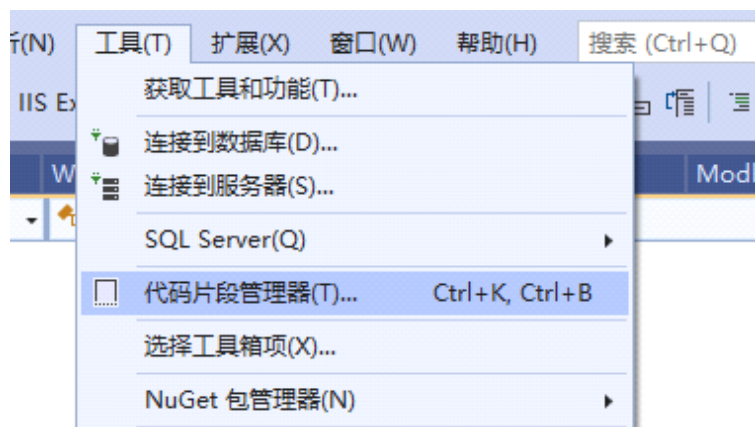 (N) 工具(T) 扩展(X) 窗口(W) 帮助(H) 搜索 (Ctrl+Q)
获取工具和功能(T)...
IIS Ex
连接到数据库(D)...
W Modl
连接到服务器(S)...
SQL Server(Q)
代码片段管理器(T)... Ctrl+K, Ctrl+B
选择工具箱项(X)...
NuGet 包管理器(N)